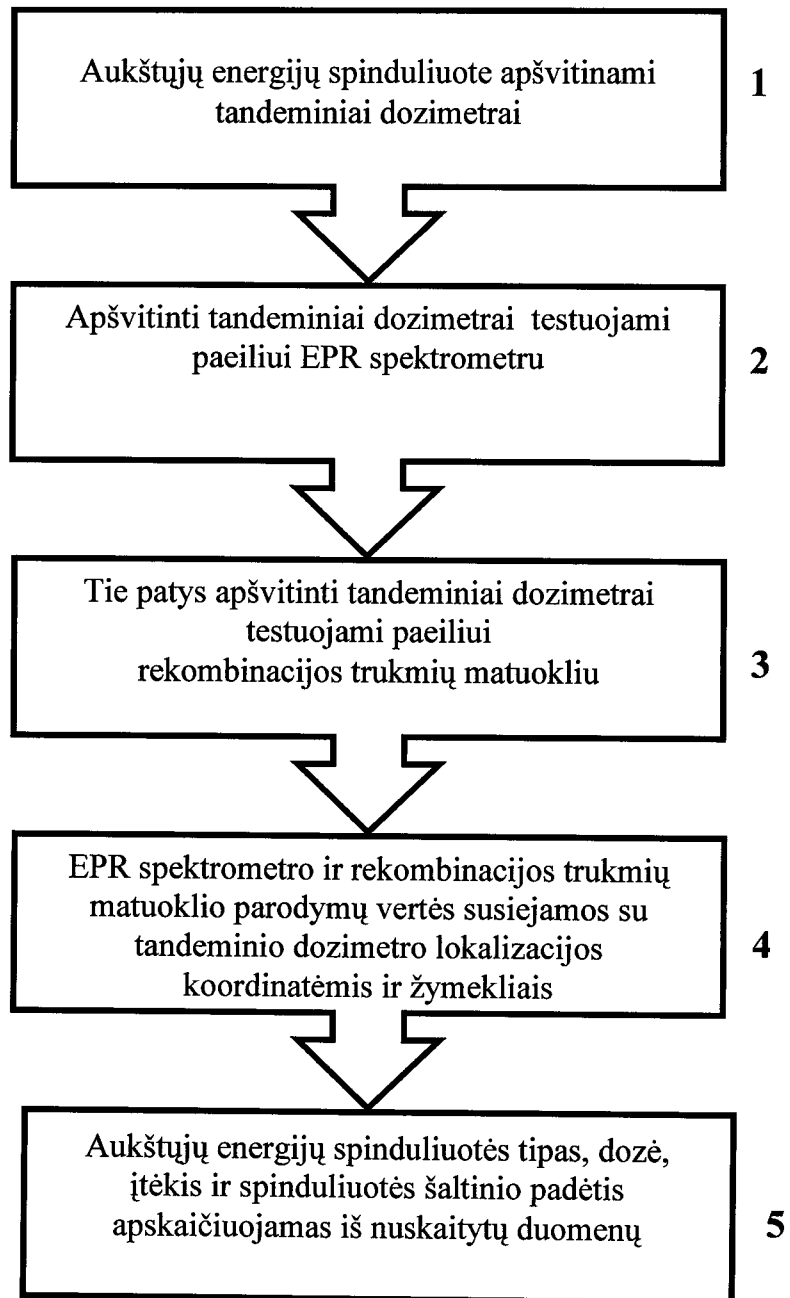 Aukštųjų energijų spinduliuote apšvitinami
tandeminiai dozimetrai
1
Apšvitinti tandeminiai dozimetrai testuojami
paeiliui EPR spektrometru
2
Tie patys apšvitinti tandeminiai dozimetrai
testuojami paeiliui
rekombinacijos trukmių matuokliu
3
EPR spektrometro ir rekombinacijos trukmių
matuoklio parodymų vertės susiejamos su
tandeminio dozimetro lokalizacijos
koordinatėmis ir žymekliais
4
Aukštųjų energijų spinduliuotės tipas, dozė,
įtėkis ir spinduliuotės šaltinio padėtis
apskaičiuojamas iš nuskaitytų duomenų
5